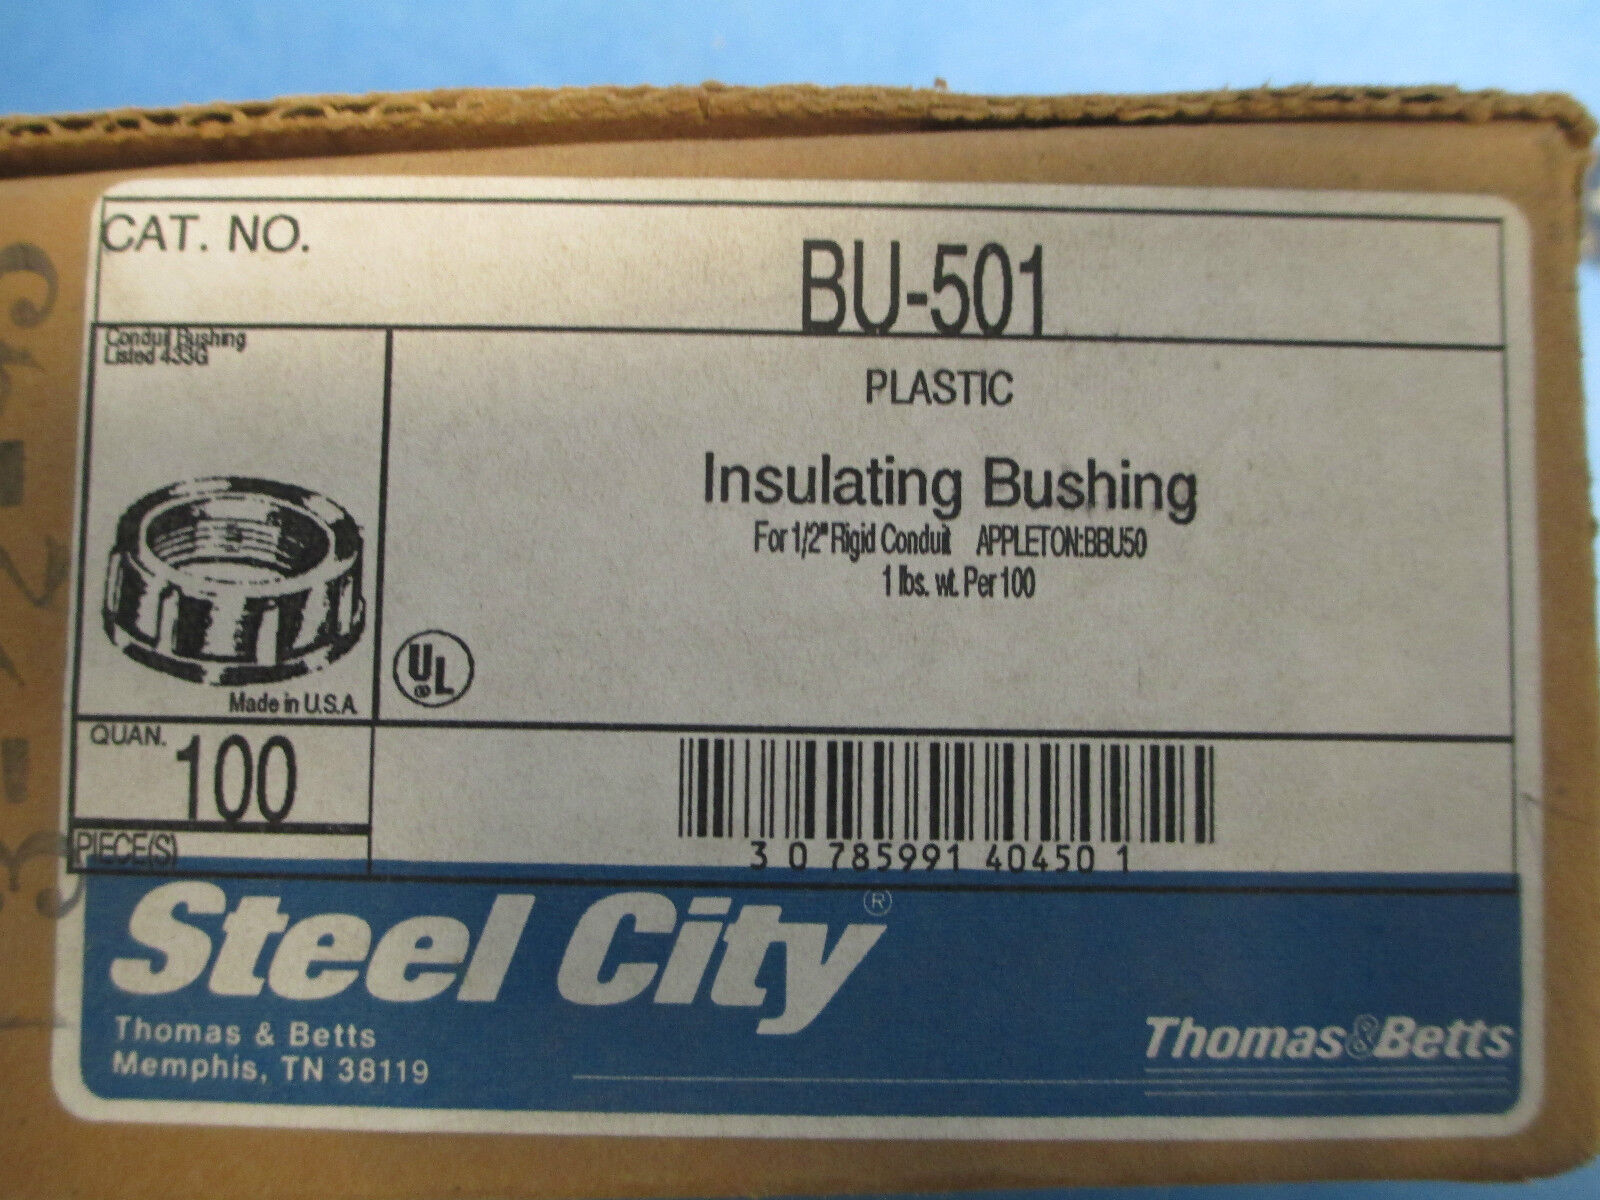 CAT. NO.
BU-501
Conduit Bushing
Listed 433G
PLASTIC
Insulating Bushing
For 1/2" Rigid Conduit APPLETON:BBU50
1 lbs. wt. Per 100
UL
®
Made in U.S.A.
QUAN.
100
PIECE(S)
3 0 785991 40450 1
Steel City®
Thomas & Betts
Memphis, TN 38119
Thomas&Betts